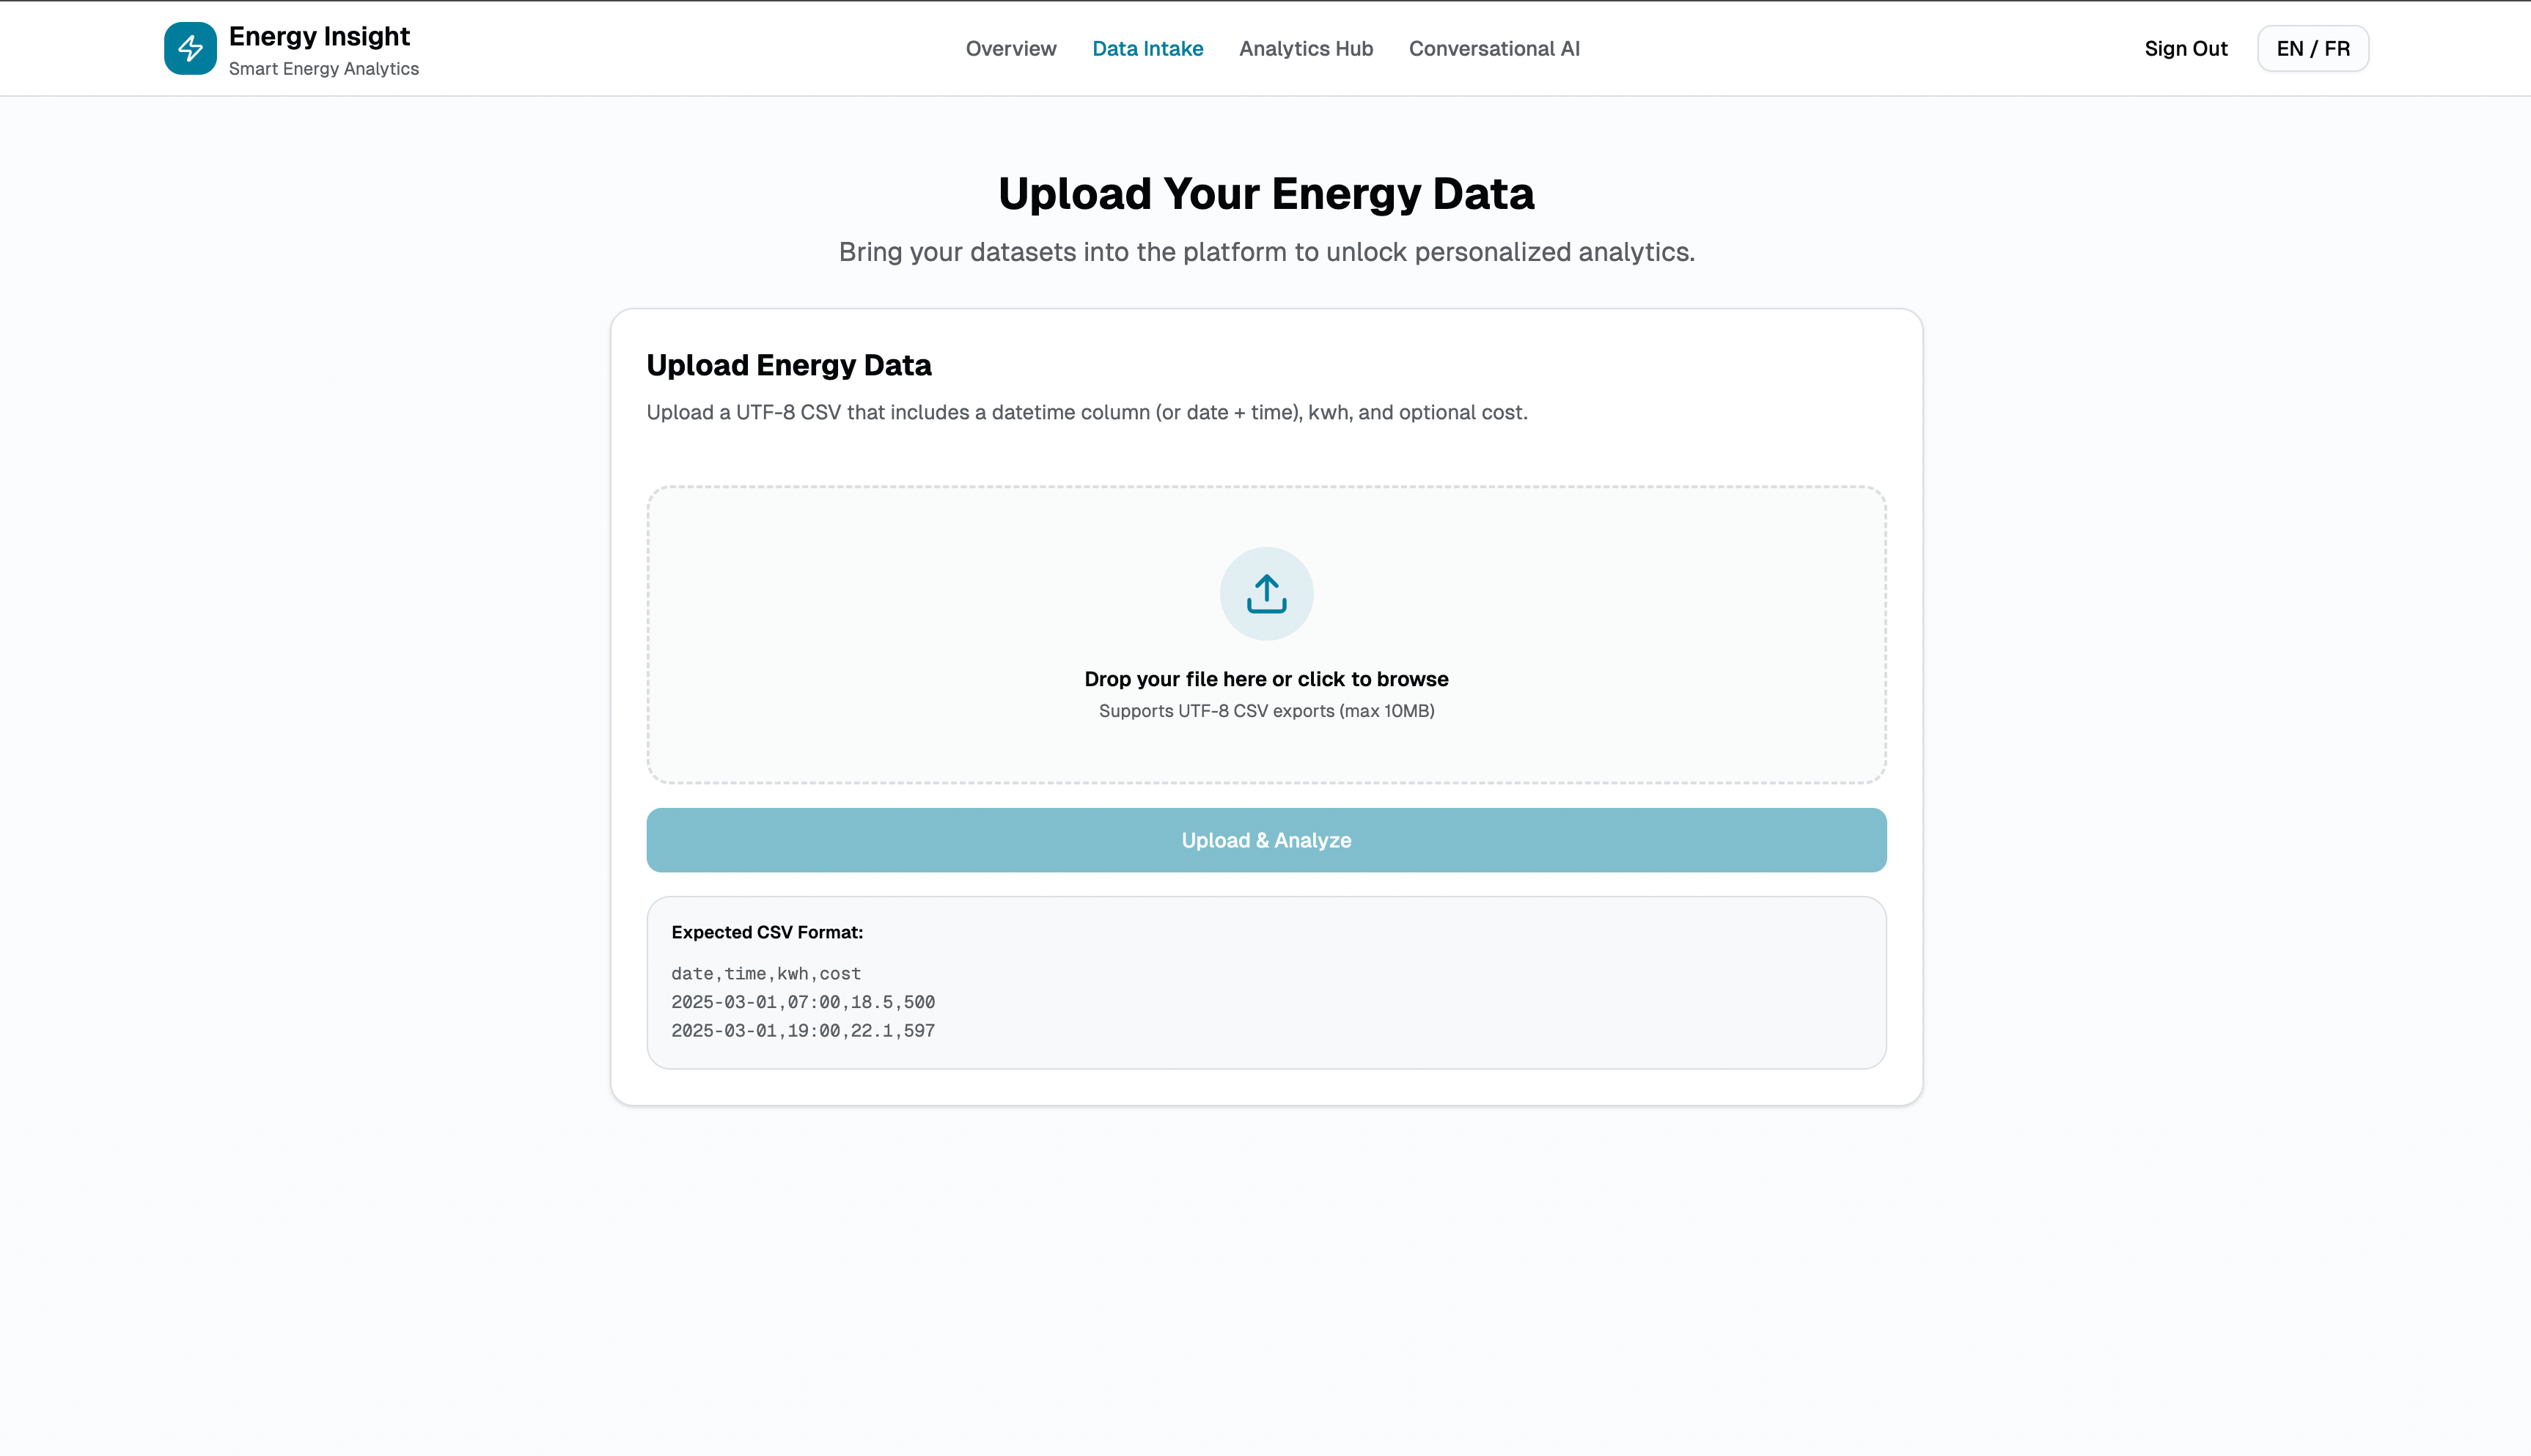 Energy Insight
Smart Energy Analytics
Overview
Data Intake
Analytics Hub
Conversational AI
Sign Out
EN / FR
Upload Your Energy Data
Bring your datasets into the platform to unlock personalized analytics.
Upload Energy Data
Upload a UTF-8 CSV that includes a datetime column (or date + time), kwh, and optional cost.
Drop your file here or click to browse
Supports UTF-8 CSV exports (max 10MB)
Upload & Analyze
Expected CSV Format:
date,time,kwh,cost
2025-03-01,07:00,18.5,500
2025-03-01,19:00,22.1,597